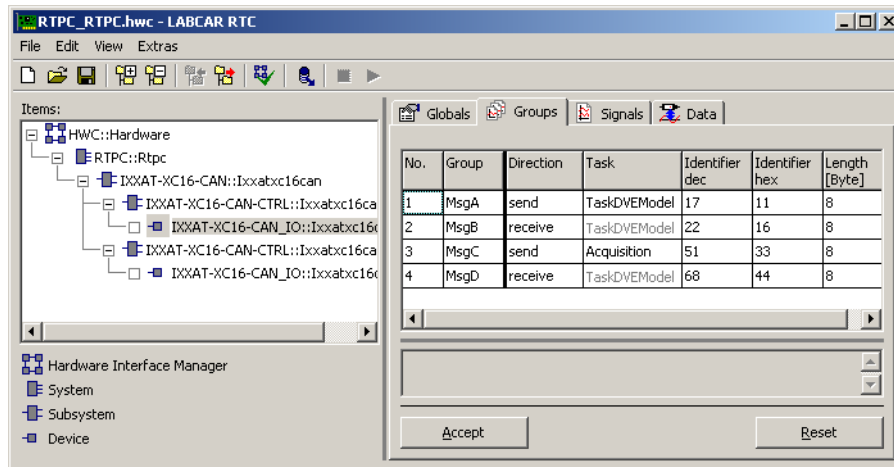 RTPC_RTPC.hwc - LABCAR RTC
File Edit View Extras
Items:
HWC::Hardware
RTPC::Rtpc
IXXAT-XC16-CAN::Ixxatxc16can
IXXAT-XC16-CAN-CTRL::Ixxatxc16ca
IXXAT-XC16-CAN_IO::Ixxatxc16c
IXXAT-XC16-CAN-CTRL::Ixxatxc16ca
IXXAT-XC16-CAN_IO::Ixxatxc16c
Hardware Interface Manager
System
Subsystem
Device
Globals Groups Signals Data
No. Group Direction Task Identifier dec Identifier hex Length [Byte]
1 MsgA send TaskDVEModel 17 11 8
2 MsgB receive TaskDVEModel 22 16 8
3 MsgC send Acquisition 51 33 8
4 MsgD receive TaskDVEModel 68 44 8
Accept Reset